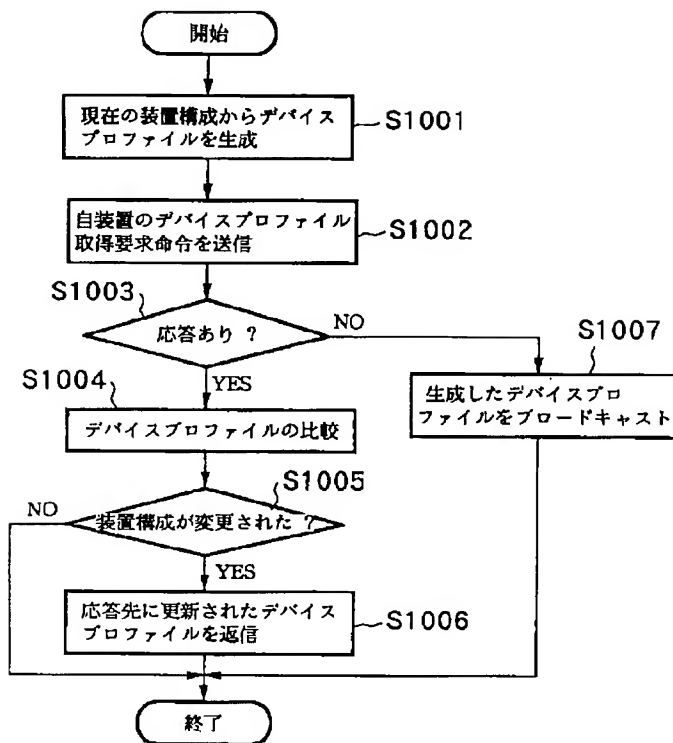 開始
現在の装置構成からデバイス
プロファイルを生成
S1001
自装置のデバイスプロファイル
取得要求命令を送信
S1002
S1003
応答あり ?
NO
YES
S1007
生成したデバイスプロ
ファイルをブロードキャスト
S1004
デバイスプロファイルの比較
S1005
装置構成が変更された ?
NO
YES
応答先に更新されたデバイス
プロファイルを返信
S1006
終了